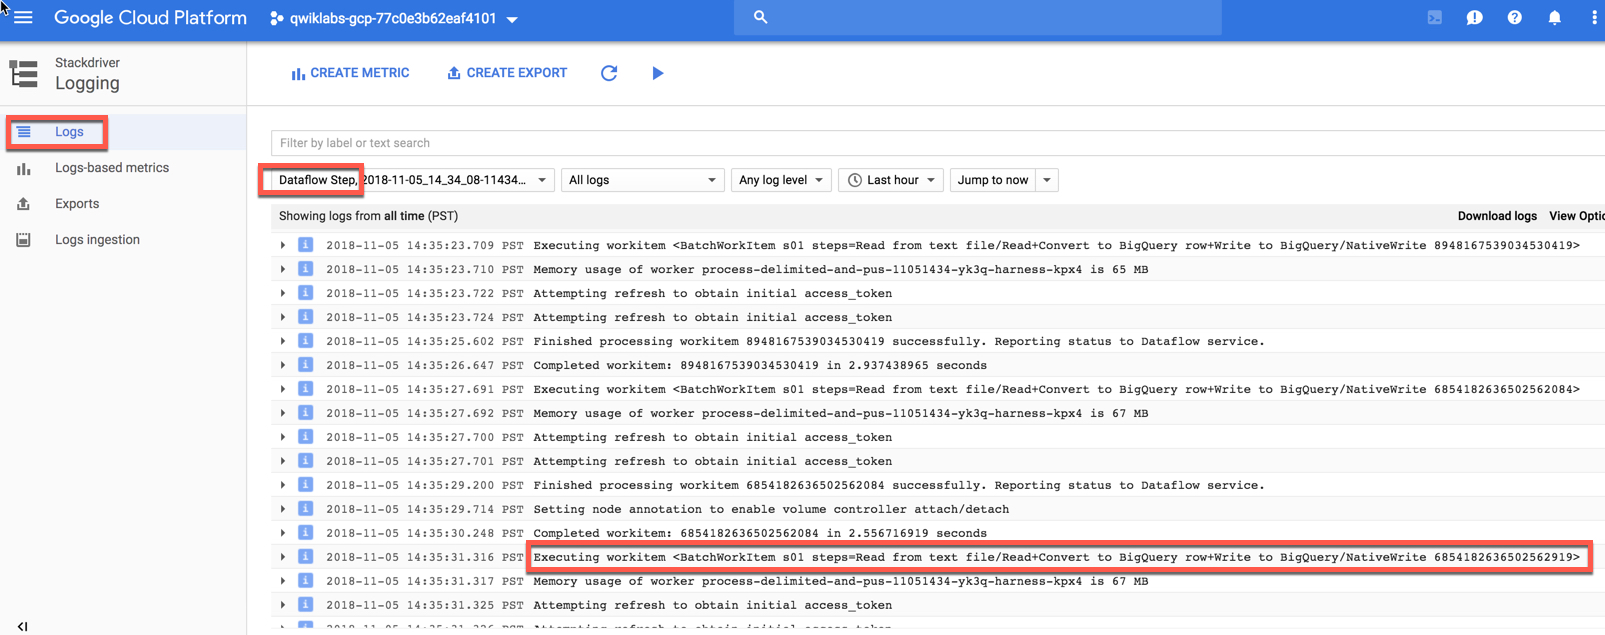 Google Cloud Platform
qwiklabs-gcp-77c0e3b62eaf4101
Stackdriver
Logging
CREATE METRIC
CREATE EXPORT
Logs
Logs-based metrics
Exports
Logs ingestion
Filter by label or text search
Dataflow Step, 2018-11-05_14_34_08-11434...
All logs
Any log level
Last hour
Jump to now
Showing logs from all time (PST)
Download logs
View Optio
2018-11-05 14:35:23.709 PST Executing workitem <BatchWorkItem s01 steps=Read from text file/Read+Convert to BigQuery row+Write to BigQuery/NativeWrite 8948167539034530419>
2018-11-05 14:35:23.710 PST Memory usage of worker process-delimited-and-pus-11051434-yk3q-harness-kpx4 is 65 MB
2018-11-05 14:35:23.722 PST Attempting refresh to obtain initial access_token
2018-11-05 14:35:23.724 PST Attempting refresh to obtain initial access_token
2018-11-05 14:35:25.602 PST Finished processing workitem 8948167539034530419 successfully. Reporting status to Dataflow service.
2018-11-05 14:35:26.647 PST Completed workitem: 8948167539034530419 in 2.937438965 seconds
2018-11-05 14:35:27.691 PST Executing workitem <BatchWorkItem s01 steps=Read from text file/Read+Convert to BigQuery row+Write to BigQuery/NativeWrite 6854182636502562084>
2018-11-05 14:35:27.692 PST Memory usage of worker process-delimited-and-pus-11051434-yk3q-harness-kpx4 is 67 MB
2018-11-05 14:35:27.700 PST Attempting refresh to obtain initial access_token
2018-11-05 14:35:27.701 PST Attempting refresh to obtain initial access_token
2018-11-05 14:35:29.200 PST Finished processing workitem 6854182636502562084 successfully. Reporting status to Dataflow service.
2018-11-05 14:35:29.714 PST Setting node annotation to enable volume controller attach/detach
2018-11-05 14:35:30.248 PST Completed workitem: 6854182636502562084 in 2.556716919 seconds
2018-11-05 14:35:31.316 PST Executing workitem <BatchWorkItem s01 steps=Read from text file/Read+Convert to BigQuery row+Write to BigQuery/NativeWrite 6854182636502562919>
2018-11-05 14:35:31.317 PST Memory usage of worker process-delimited-and-pus-11051434-yk3q-harness-kpx4 is 67 MB
2018-11-05 14:35:31.325 PST Attempting refresh to obtain initial access_token